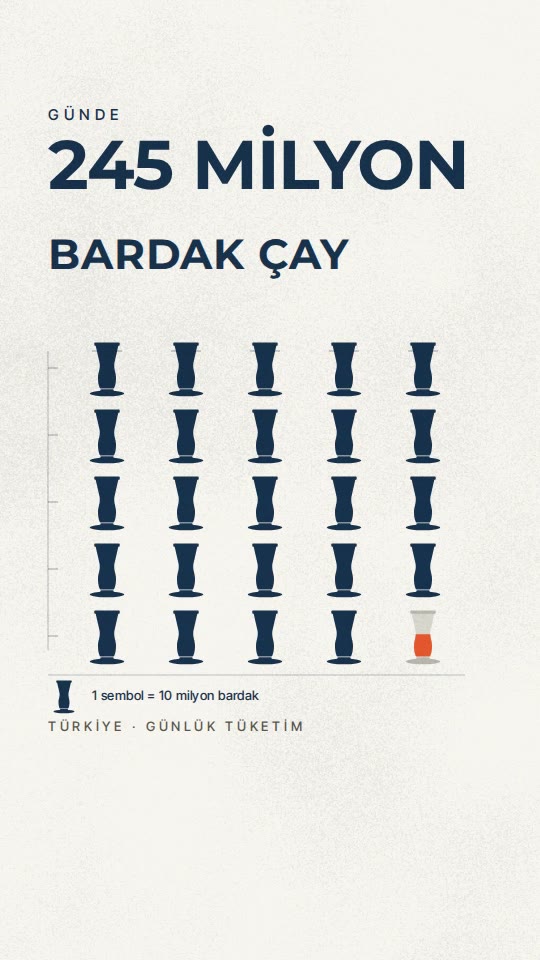 GÜNDE
245 MİLYON
BARDAK ÇAY
1 sembol = 10 milyon bardak
TÜRKİYE · GÜNLÜK TÜKETİM